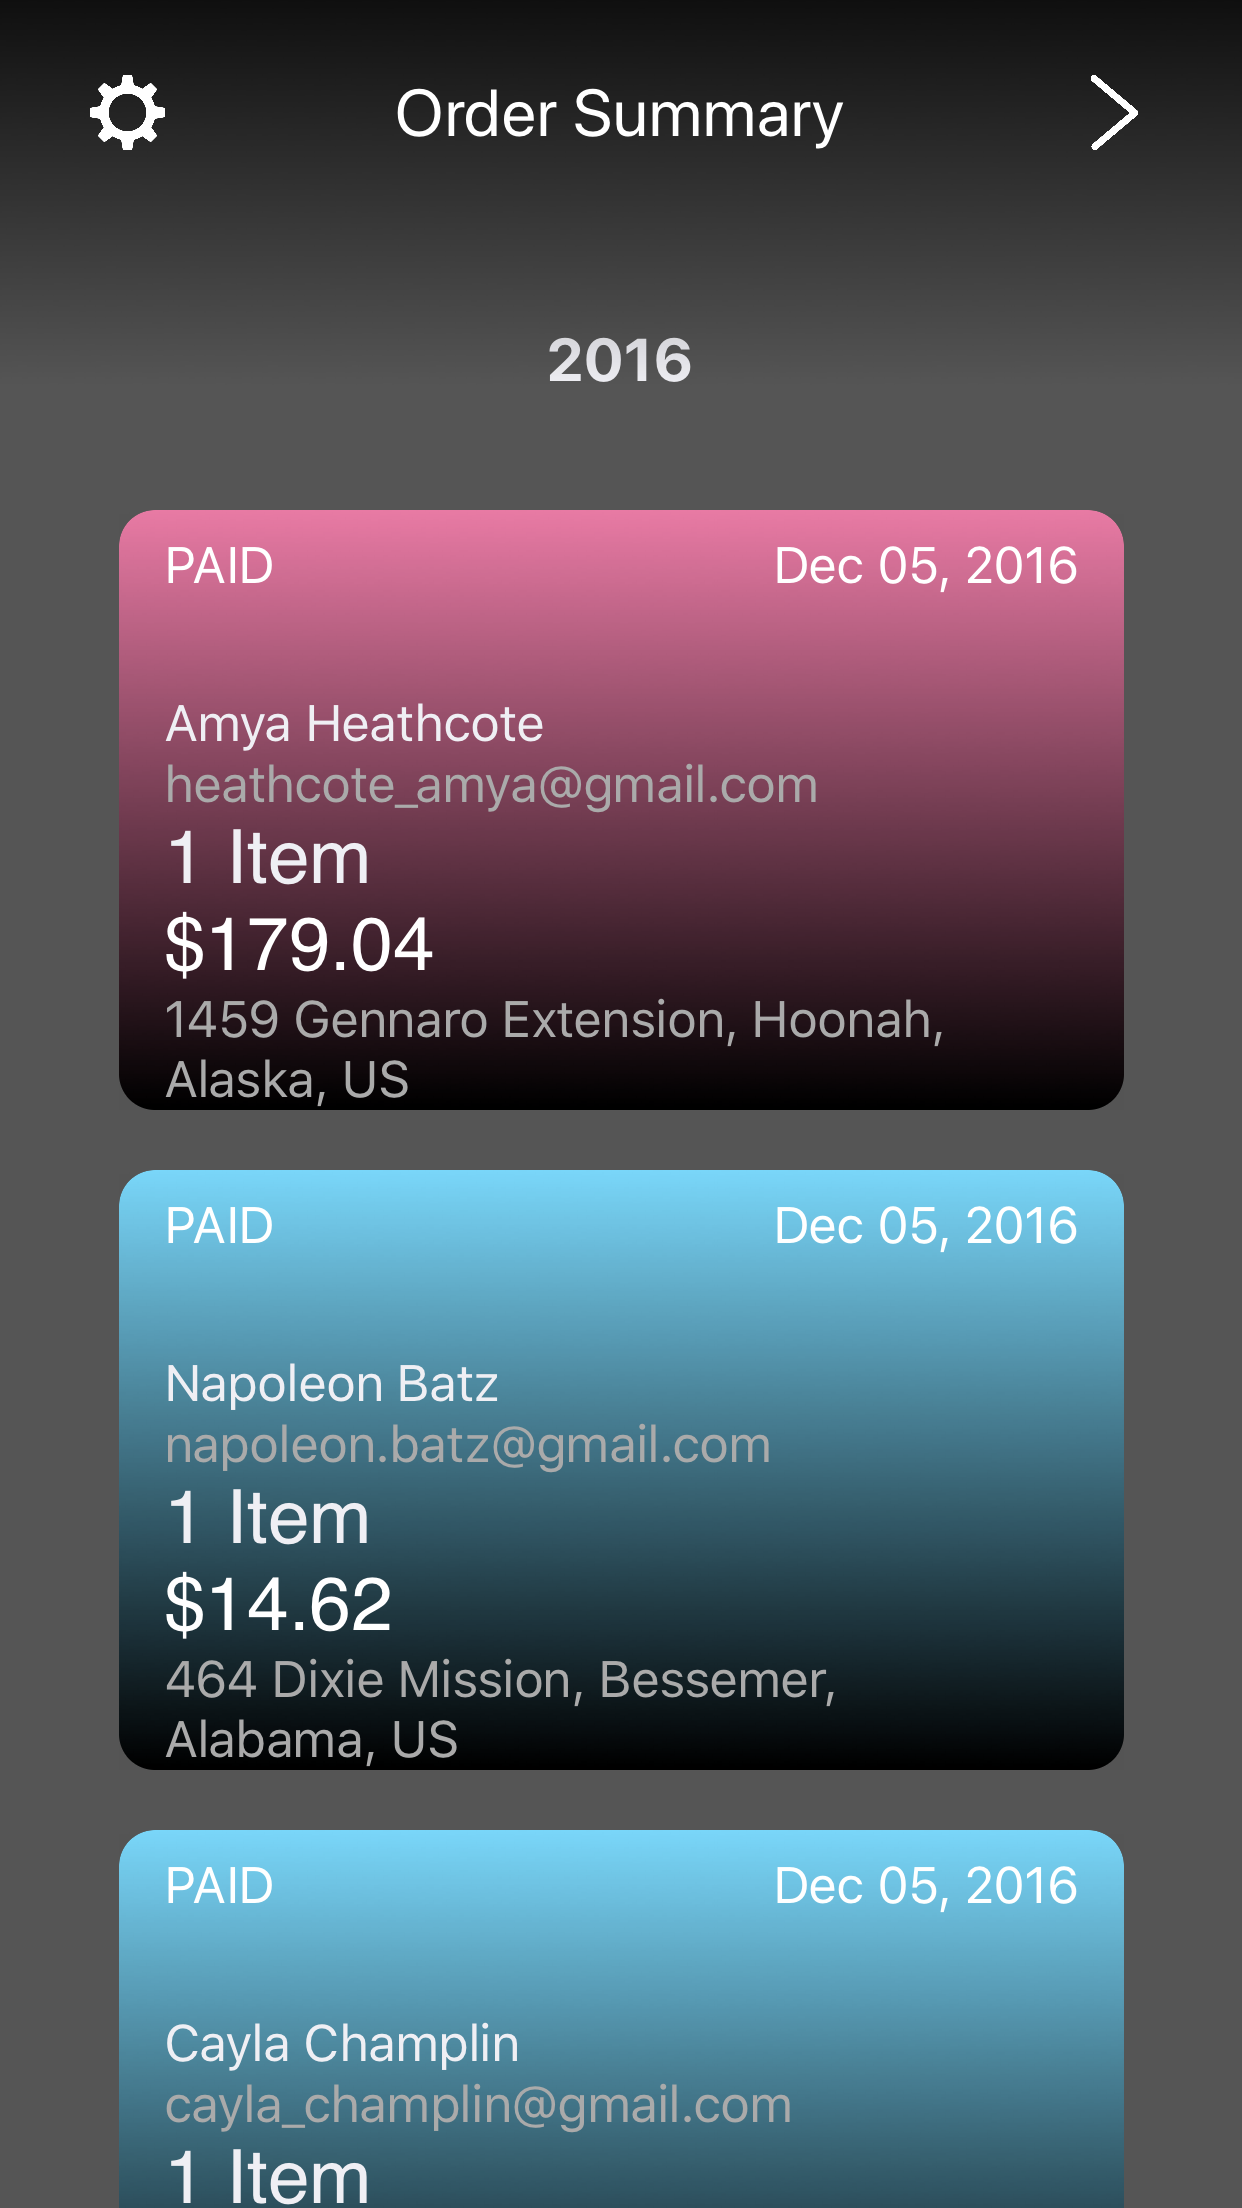 Order Summary
2016
PAID
Dec 05, 2016
Amya Heathcote
heathcote_amya@gmail.com
1 Item
$179.04
1459 Gennaro Extension, Hoonah,
Alaska, US
PAID
Dec 05, 2016
Napoleon Batz
napoleon.batz@gmail.com
1 Item
$14.62
464 Dixie Mission, Bessemer,
Alabama, US
PAID
Dec 05, 2016
Cayla Champlin
cayla_champlin@gmail.com
1 Item